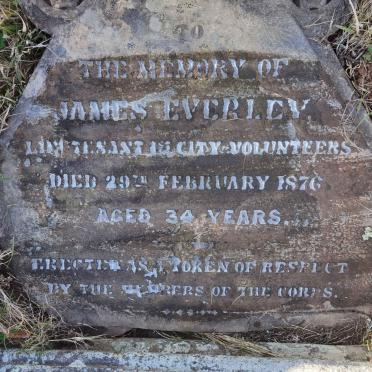 TO
THE MEMORY OF
JAMES EVERLEY
LIEUTENANT CITY VOLUNTEERS
DIED 29TH FEBRUARY 1876
AGED 34 YEARS.
ERECTED AS A TOKEN OF RESPECT
BY THE MEMBERS OF THE CORPS.